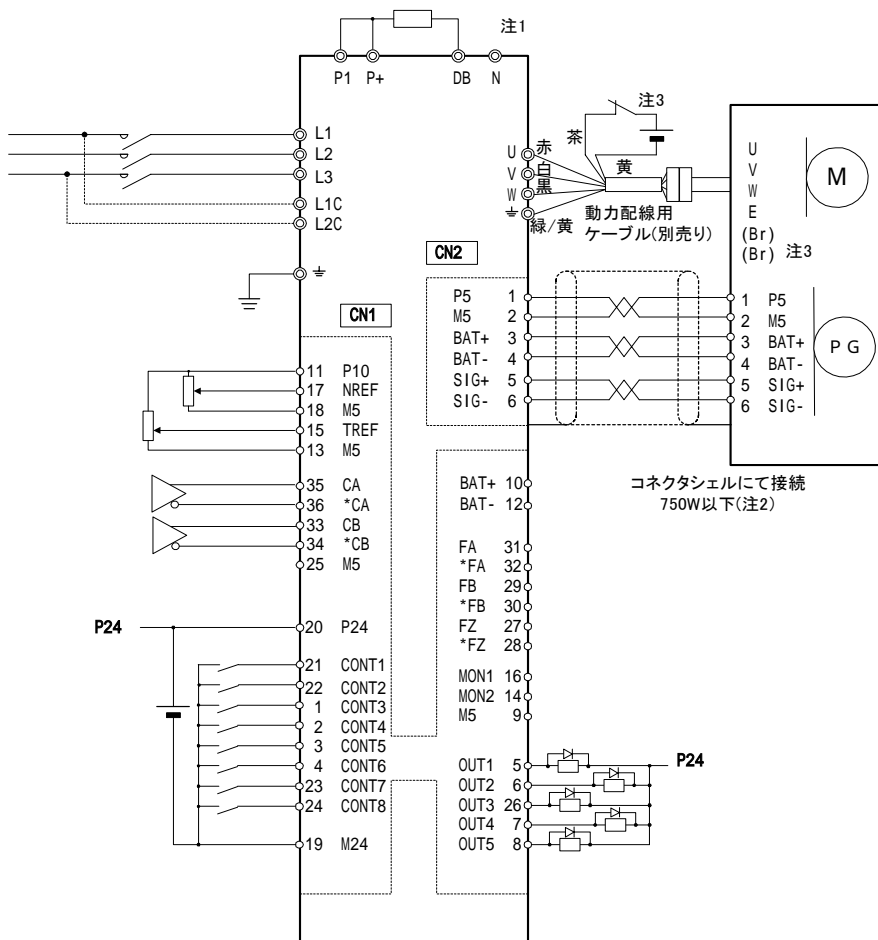 注1
P1 P+ DB N
L1
L2
L3
L1C
L2C
注3
茶
黄
U 赤
V 白
W 黒
緑/黄
動力配線用
ケーブル(別売り)
U
V
W
E
(Br)
(Br) 注3
M
CN2
P5 1
M5 2
BAT+ 3
BAT- 4
SIG+ 5
SIG- 6
1 P5
2 M5
3 BAT+
4 BAT-
5 SIG+
6 SIG-
PG
コネクタシェルにて接続
750W以下(注2)
CN1
11 P10
17 NREF
18 M5
15 TREF
13 M5
35 CA
36 *CA
33 CB
34 *CB
25 M5
P24
20 P24
21 CONT1
22 CONT2
1 CONT3
2 CONT4
3 CONT5
4 CONT6
23 CONT7
24 CONT8
19 M24
BAT+ 10
BAT- 12
FA 31
*FA 32
FB 29
*FB 30
FZ 27
*FZ 28
MON1 16
MON2 14
M5 9
OUT1 5
OUT2 6
OUT3 26
OUT4 7
OUT5 8
P24